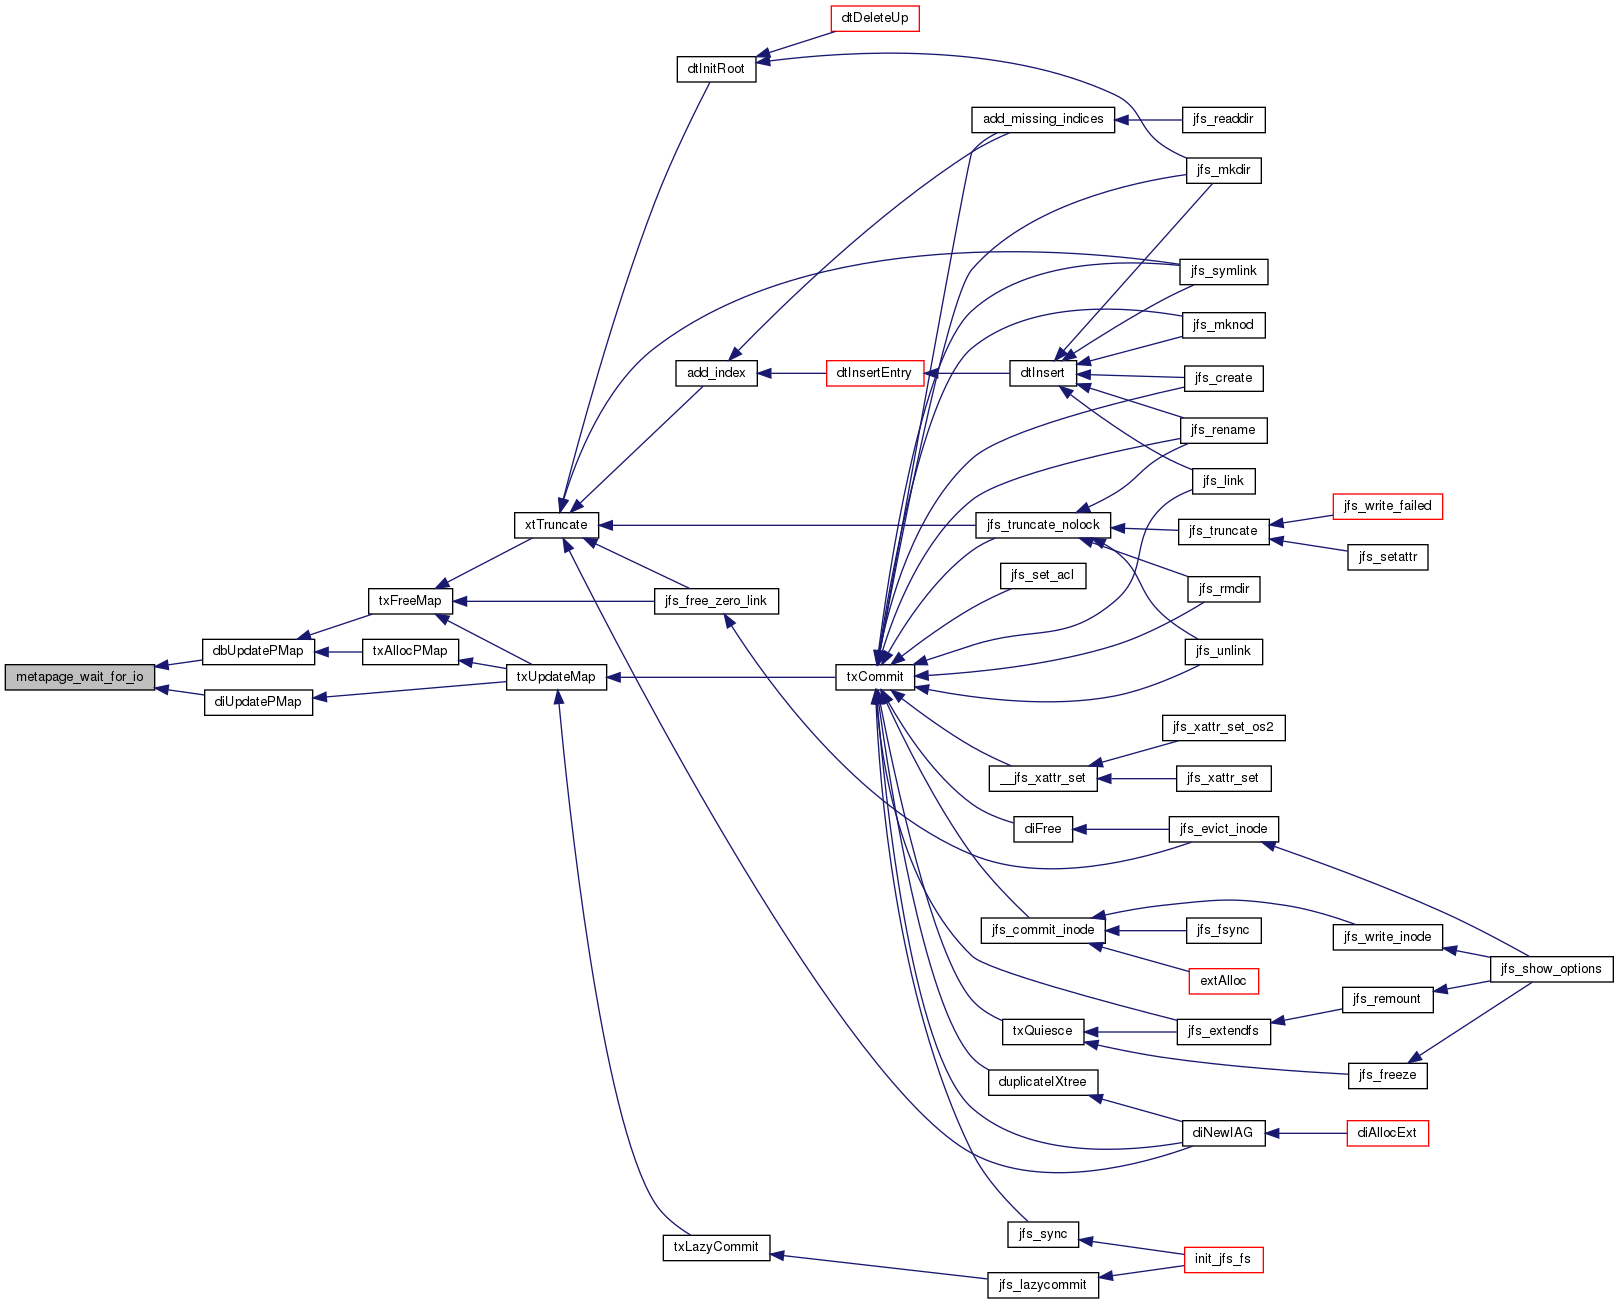 dtDeleteUp
dtInitRoot
add_missing_indices
jfs_readdir
jfs_mkdir
jfs_symlink
jfs_mknod
add_index
dtInsertEntry
dtInsert
jfs_create
jfs_rename
jfs_link
jfs_write_failed
xtTruncate
jfs_truncate_nolock
jfs_truncate
jfs_setattr
jfs_set_acl
jfs_rmdir
txFreeMap
jfs_free_zero_link
dbUpdatePMap
txAllocPMap
jfs_unlink
metapage_wait_for_io
txUpdateMap
txCommit
diUpdatePMap
jfs_xattr_set_os2
__jfs_xattr_set
jfs_xattr_set
diFree
jfs_evict_inode
jfs_commit_inode
jfs_fsync
jfs_write_inode
jfs_show_options
extAlloc
jfs_remount
txQuiesce
jfs_extendfs
jfs_freeze
duplicateIXtree
diNewIAG
diAllocExt
jfs_sync
txLazyCommit
init_jfs_fs
jfs_lazycommit